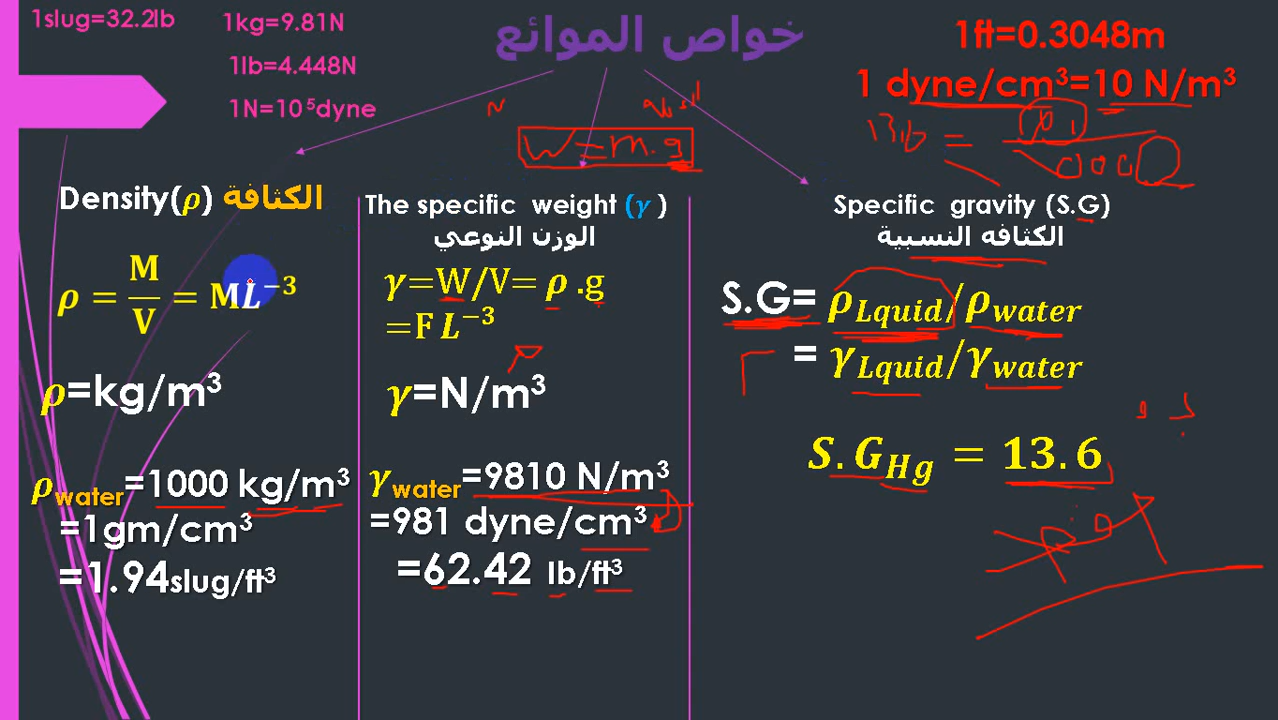 1slug=32.2lb
1kg=9.81N
1lb=4.448N
1N=10⁵dyne
خواص الموائع
1ft=0.3048m
1 dyne/cm³=10 N/m³
W=m.g
13.6 =
Density(ρ) الكثافة
ρ = M/V = ML⁻³
ρ=kg/m³
ρwater=1000 kg/m³
=1gm/cm³
=1.94slug/ft³
The specific weight (γ )
الوزن النوعي
γ=W/V= ρ .g
=F L⁻³
γ=N/m³
γwater=9810 N/m³
=981 dyne/cm³
=62.42 lb/ft³
Specific gravity (S.G)
الكثافه النسبية
S.G= ρLquid/ρwater
= γLquid/γwater
S.GHg = 13.6